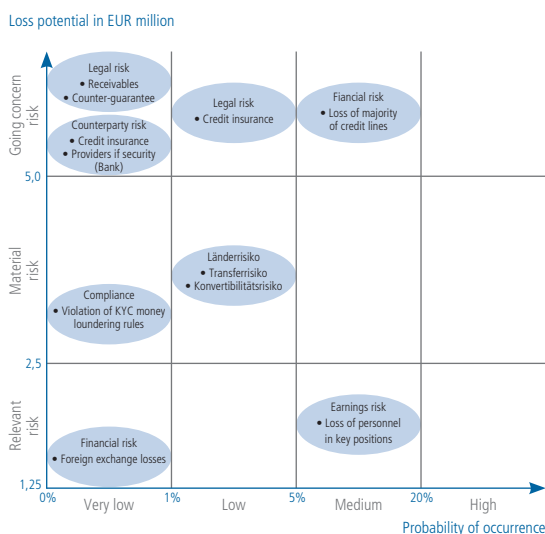 Loss potential in EUR million
Going concern
risk
Legal risk
• Receivables
• Counter-guarantee
Counterparty risk
• Credit insurance
• Providers if security
(Bank)
Legal risk
• Credit insurance
Fiancial risk
• Loss of majority
of credit lines
5,0
Material
risk
Länderrisiko
• Transferrisiko
• Konvertibilitätsrisiko
Compliance
• Violation of KYC money
loundering rules
2,5
Relevant
risk
Earnings risk
• Loss of personnel
in key positions
Financial risk
• Foreign exchange losses
1,25
0%
1%
5%
20%
Very low
Low
Medium
High
Probability of occurence